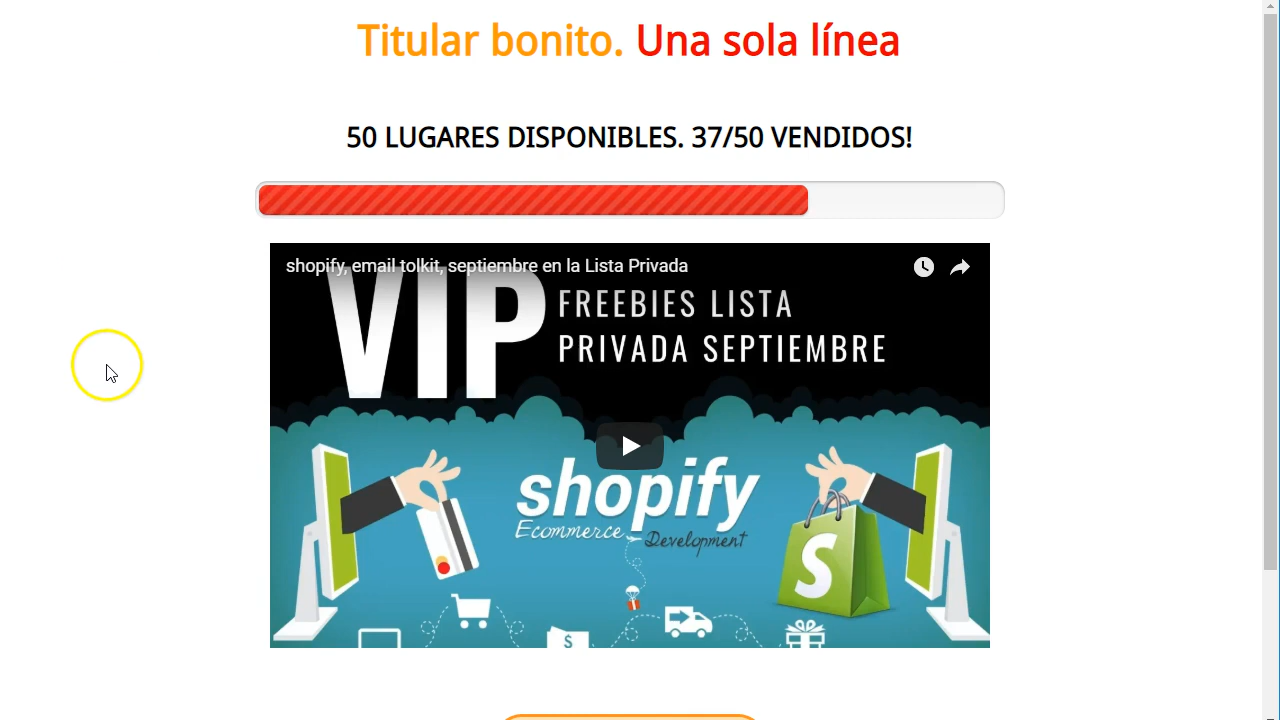 Titular bonito. Una sola línea
50 LUGARES DISPONIBLES. 37/50 VENDIDOS!
shopify, email tolkit, septiembre en la Lista Privada
VIP
FREEBIES LISTA
PRIVADA SEPTIEMBRE
shopify
Ecommerce
Development
S
$